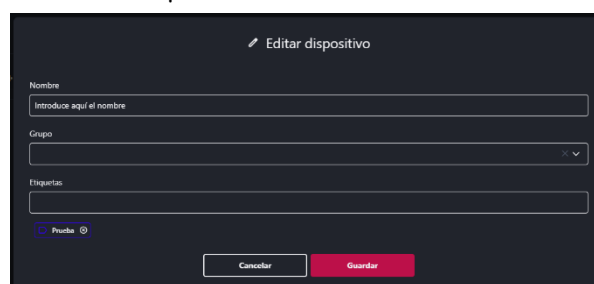 Editar dispositivo
Nombre
Introduce aquí el nombre
Grupo
Etiquetas
Prueba
Cancelar Guardar